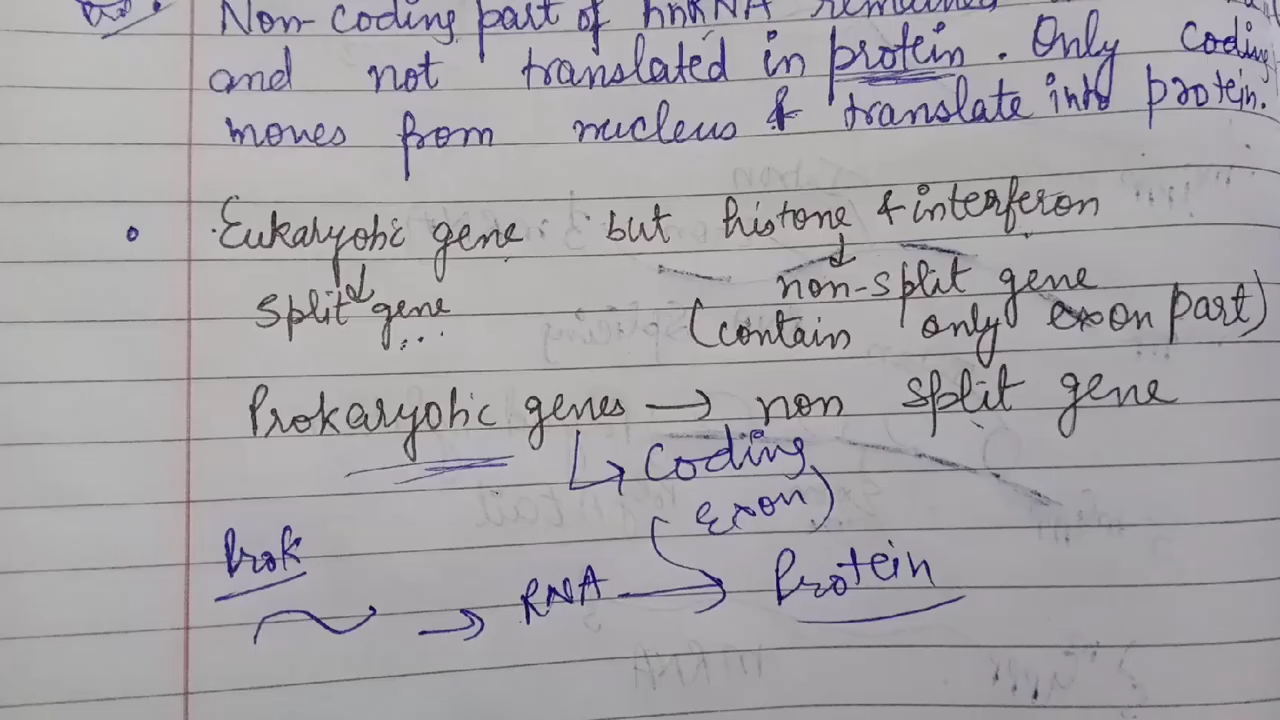 Non-coding part of hnRNA remained
and not translated in protein. Only coding
moves from nucleus & translate into protein.
Eukaryotic gene but histone & interferon
split gene non-split gene
(contain only exon part)
Prokaryotic genes → non split gene
↳ Coding
(exon)
Prok
→ RNA → Protein